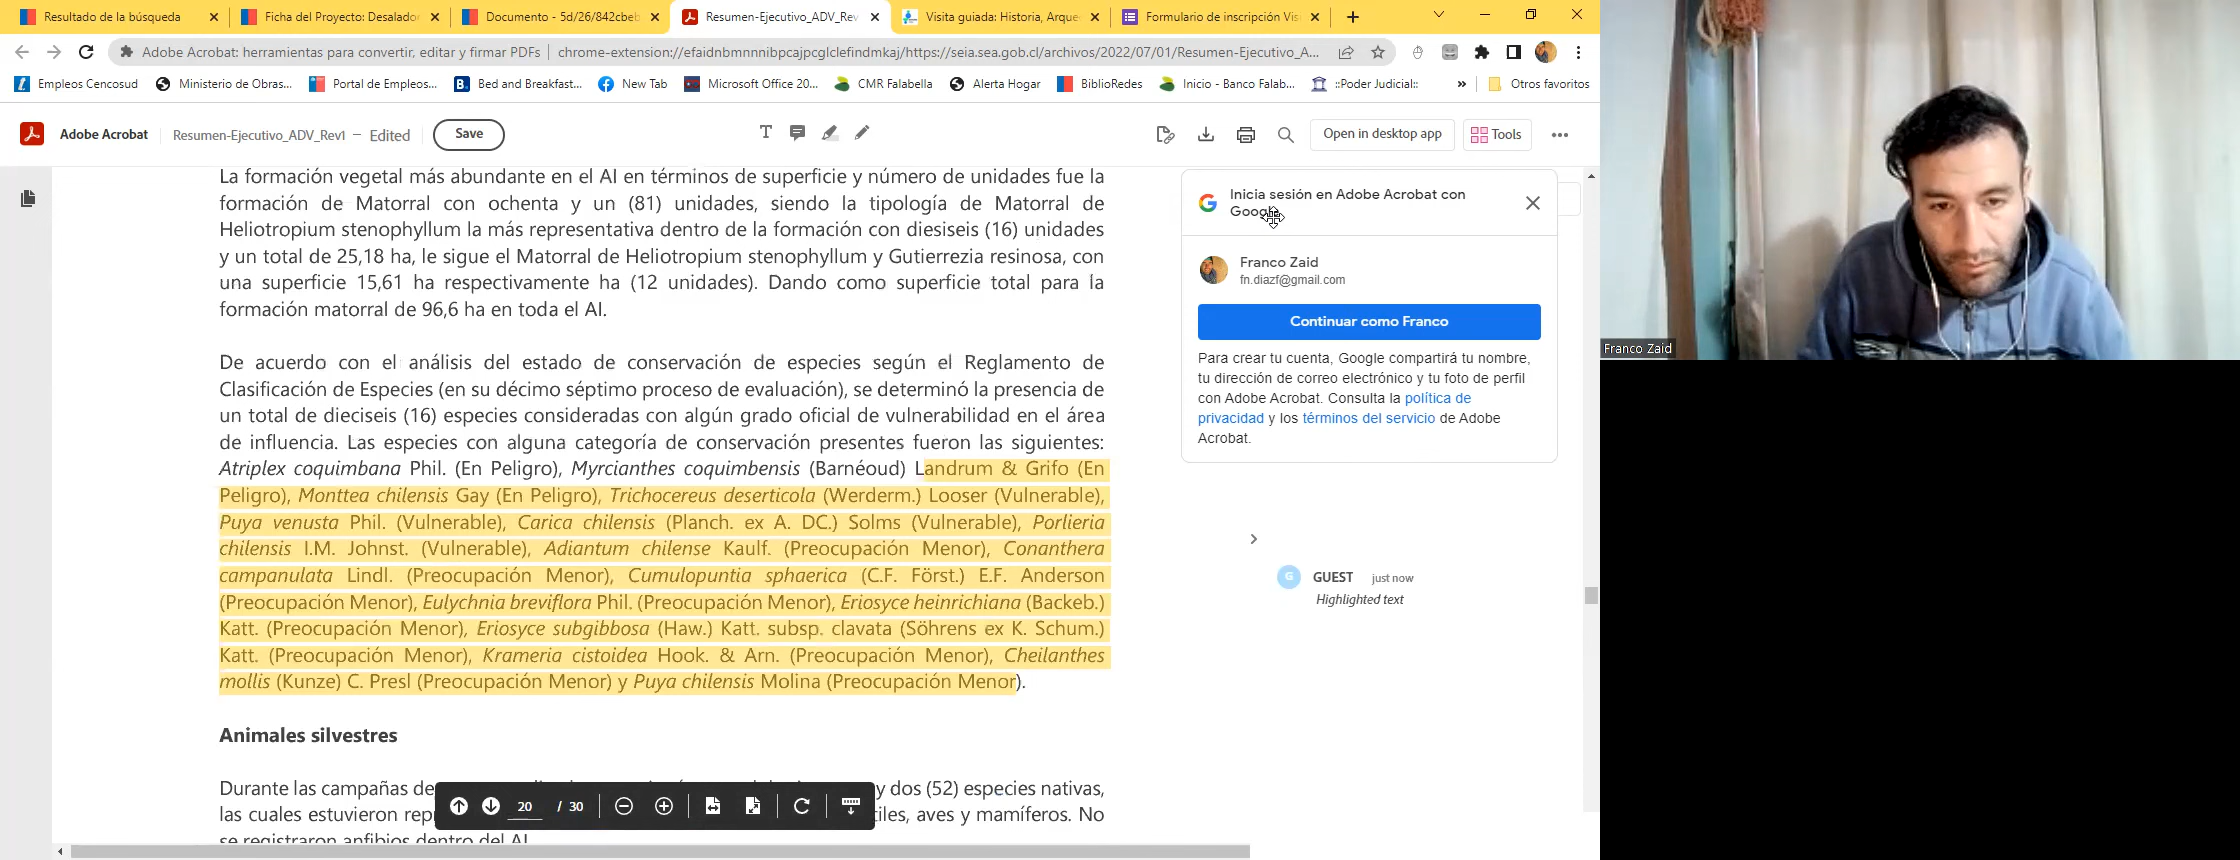 Resultado de la búsqueda
Ficha del Proyecto: Desalador
Documento - 5d/26/842cbeb
Resumen-Ejecutivo_ADV_Rev
Visita guiada: Historia, Arque
Formulario de inscripción Vis
Adobe Acrobat: herramientas para convertir, editar y firmar PDFs
chrome-extension://efaidnbmnnnibpcajpcglclefindmkaj/https://seia.sea.gob.cl/archivos/2022/07/01/Resumen-Ejecutivo_A...
Empleos Cencosud
Ministerio de Obras...
Portal de Empleos...
Bed and Breakfast...
New Tab
Microsoft Office 20...
CMR Falabella
Alerta Hogar
BiblioRedes
Inicio - Banco Falab...
::Poder Judicial::
»
Otros favoritos
Adobe Acrobat
Resumen-Ejecutivo_ADV_Rev1 – Edited
Save
Open in desktop app
Tools
La formación vegetal más abundante en el AI en términos de superficie y número de unidades fue la
formación de Matorral con ochenta y un (81) unidades, siendo la tipología de Matorral de
Heliotropium stenophyllum la más representativa dentro de la formación con diesiseis (16) unidades
y un total de 25,18 ha, le sigue el Matorral de Heliotropium stenophyllum y Gutierrezia resinosa, con
una superficie 15,61 ha respectivamente ha (12 unidades). Dando como superficie total para la
formación matorral de 96,6 ha en toda el AI.
De acuerdo con el análisis del estado de conservación de especies según el Reglamento de
Clasificación de Especies (en su décimo séptimo proceso de evaluación), se determinó la presencia de
un total de dieciseis (16) especies consideradas con algún grado oficial de vulnerabilidad en el área
de influencia. Las especies con alguna categoría de conservación presentes fueron las siguientes:
Atriplex coquimbana Phil. (En Peligro), Myrcianthes coquimbensis (Barnéoud) Landrum & Grifo (En
Peligro), Monttea chilensis Gay (En Peligro), Trichocereus deserticola (Werderm.) Looser (Vulnerable),
Puya venusta Phil. (Vulnerable), Carica chilensis (Planch. ex A. DC.) Solms (Vulnerable), Porlieria
chilensis I.M. Johnst. (Vulnerable), Adiantum chilense Kaulf. (Preocupación Menor), Conanthera
campanulata Lindl. (Preocupación Menor), Cumulopuntia sphaerica (C.F. Först.) E.F. Anderson
(Preocupación Menor), Eulychnia breviflora Phil. (Preocupación Menor), Eriosyce heinrichiana (Backeb.)
Katt. (Preocupación Menor), Eriosyce subgibbosa (Haw.) Katt. subsp. clavata (Söhrens ex K. Schum.)
Katt. (Preocupación Menor), Krameria cistoidea Hook. & Arn. (Preocupación Menor), Cheilanthes
mollis (Kunze) C. Presl (Preocupación Menor) y Puya chilensis Molina (Preocupación Menor).
Animales silvestres
Durante las campañas de y dos (52) especies nativas,
las cuales estuvieron tiles, aves y mamíferos. No
se registraron anfibios dentro del AI
20 / 30
Inicia sesión en Adobe Acrobat con
Google
Franco Zaid
fn.diazf@gmail.com
Continuar como Franco
Para crear tu cuenta, Google compartirá tu nombre,
tu dirección de correo electrónico y tu foto de perfil
con Adobe Acrobat. Consulta la política de
privacidad y los términos del servicio de Adobe
Acrobat.
G
GUEST just now
Highlighted text
Franco Zaid